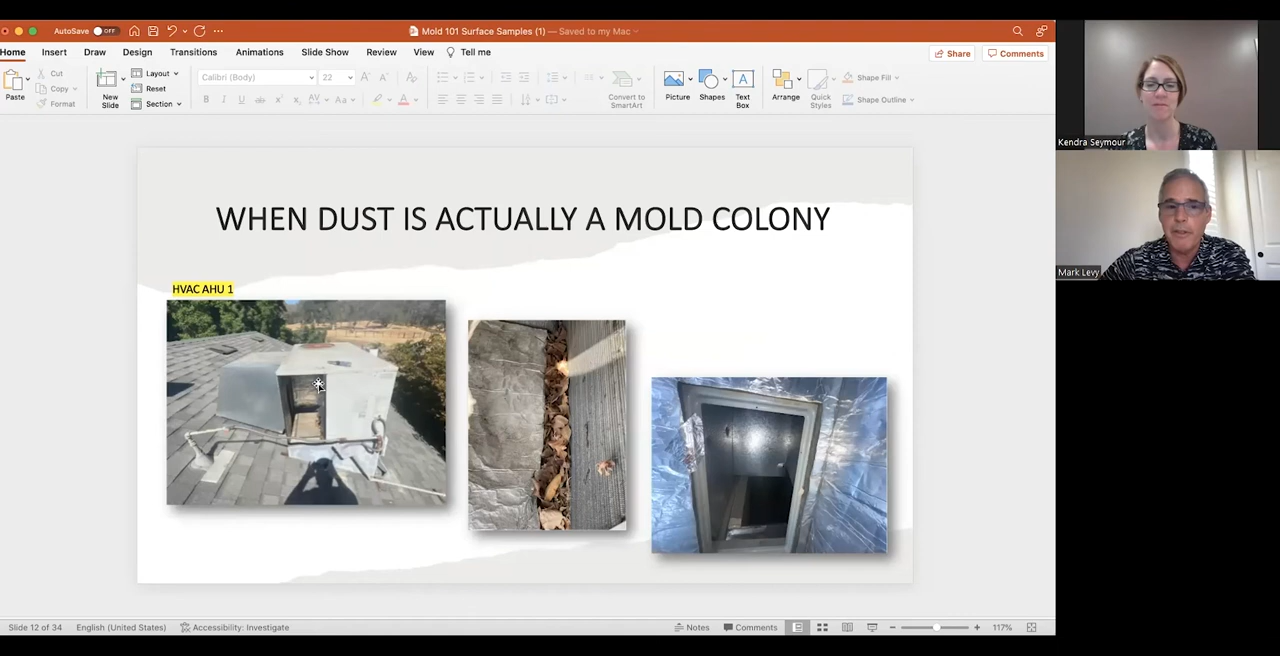 AutoSave OFF
Mold 101 Surface Samples (1) — Saved to my Mac
Home Insert Draw Design Transitions Animations Slide Show Review View Tell me
Share Comments
Paste
Cut
Copy
Format
New Slide
Layout
Reset
Section
Calibri (Body) 22
Convert to SmartArt
Picture
Shapes
Text Box
Arrange
Quick Styles
Shape Fill
Shape Outline
WHEN DUST IS ACTUALLY A MOLD COLONY
HVAC AHU 1
Kendra Seymour
Mark Levy
Slide 12 of 34 English (United States) Accessibility: Investigate Notes Comments 117%